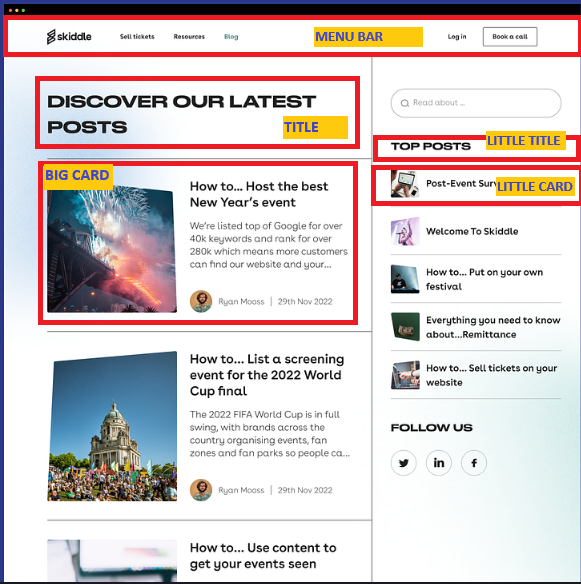 skiddle
Sell tickets
Resources
Blog
MENU BAR
Log in
Book a call
DISCOVER OUR LATEST
POSTS
TITLE
BIG CARD
How to... Host the best
New Year's event
We're listed top of Google for over
40k keywords and rank for over
280k which means more customers
can find our website and your...
Ryan Mooss | 29th Nov 2022
How to... List a screening
event for the 2022 World
Cup final
The 2022 FIFA World Cup is in full
swing, with brands across the
country organising events, fan
zones and fan parks so people ca...
Ryan Mooss | 29th Nov 2022
How to... Use content to
get your events seen
Read about ...
TOP POSTS
LITTLE TITLE
Post-Event
LITTLE CARD
Welcome To Skiddle
How to... Put on your own
festival
Everything you need to know
about...Remittance
How to... Sell tickets on your
website
FOLLOW US